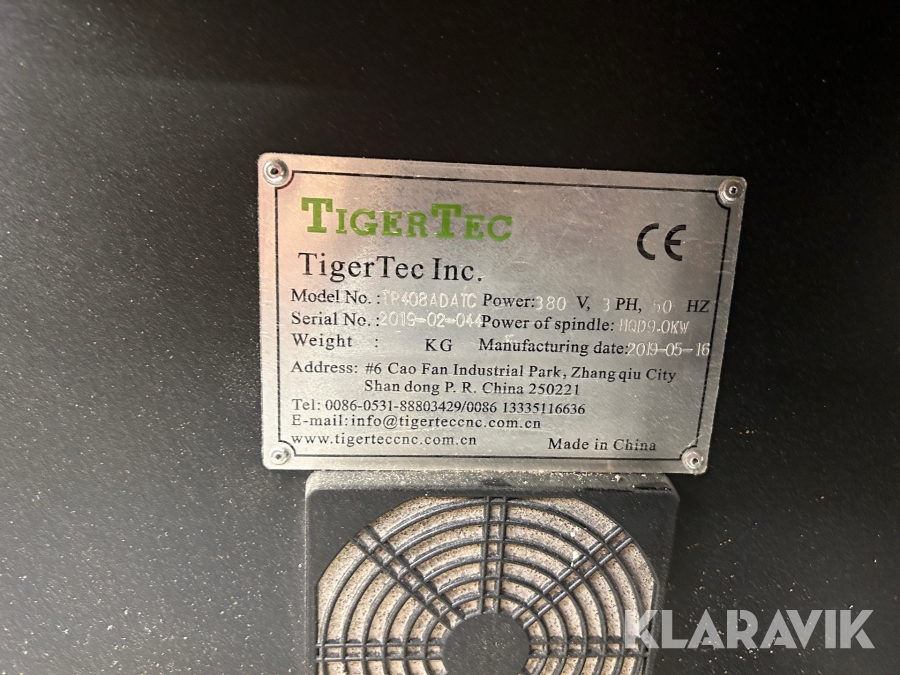 TIGERTEC
CE
TigerTec Inc.
Model No.: TR408ADATC Power: 380 V, 3 PH, 50 HZ
Serial No.: 2019-02-044 Power of spindle: HQD9.0KW
Weight : KG Manufacturing date: 2019-05-16
Address: #6 Cao Fan Industrial Park, Zhang qiu City
Shan dong P. R. China 250221
Tel: 0086-0531-88803429/0086 13335116636
E-mail: info@tigerteccnc.com.cn
www.tigerteccnc.com.cn Made in China
KLARAVIK